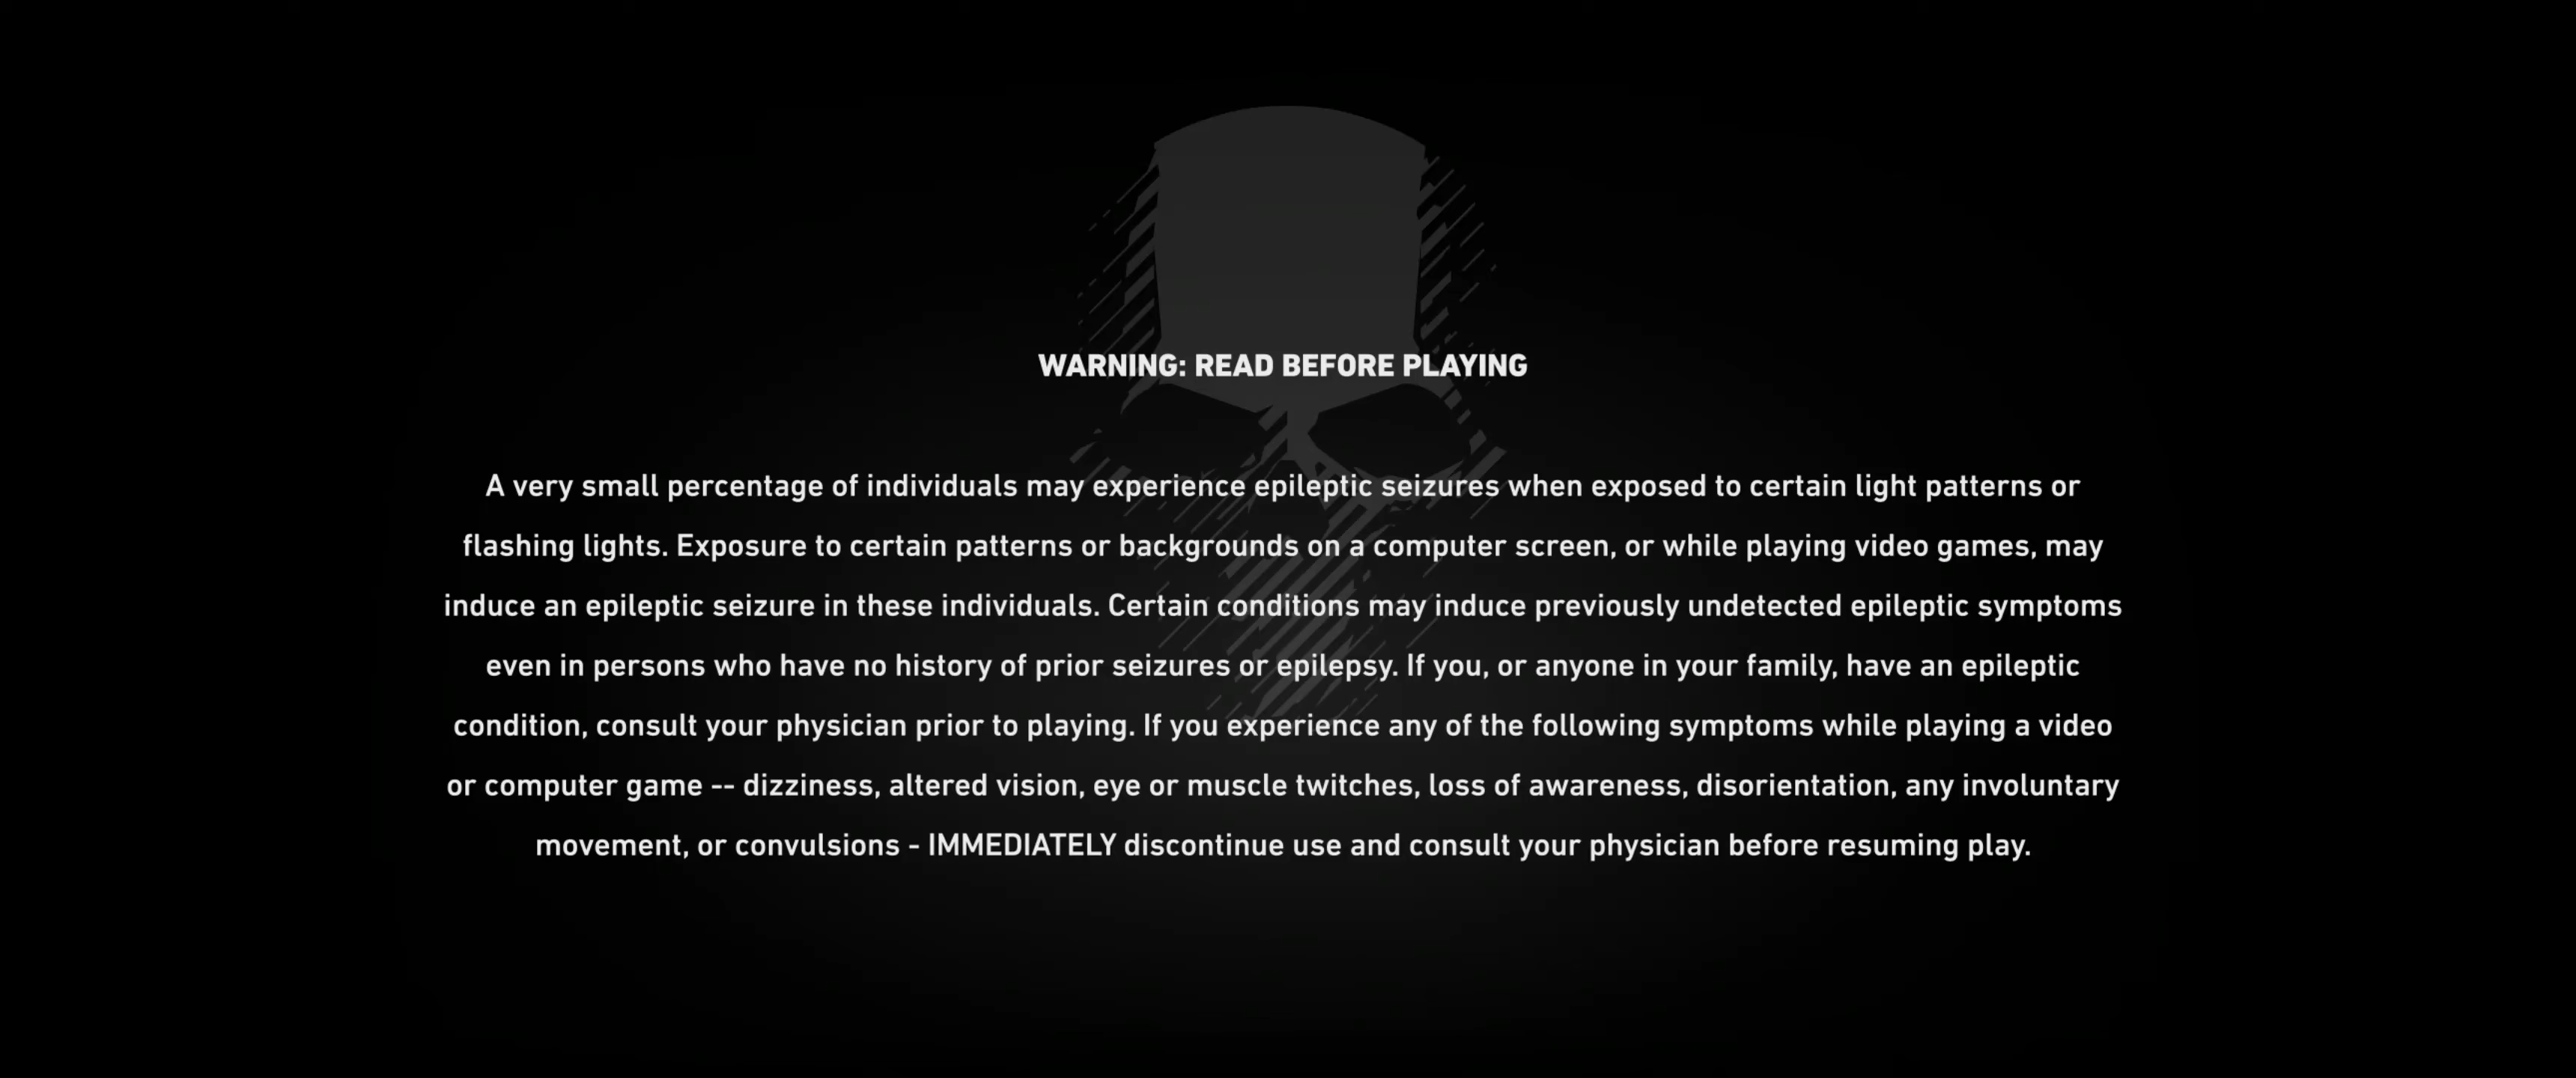 WARNING: READ BEFORE PLAYING
A very small percentage of individuals may experience epileptic seizures when exposed to certain light patterns or
flashing lights. Exposure to certain patterns or backgrounds on a computer screen, or while playing video games, may
induce an epileptic seizure in these individuals. Certain conditions may induce previously undetected epileptic symptoms
even in persons who have no history of prior seizures or epilepsy. If you, or anyone in your family, have an epileptic
condition, consult your physician prior to playing. If you experience any of the following symptoms while playing a video
or computer game -- dizziness, altered vision, eye or muscle twitches, loss of awareness, disorientation, any involuntary
movement, or convulsions - IMMEDIATELY discontinue use and consult your physician before resuming play.